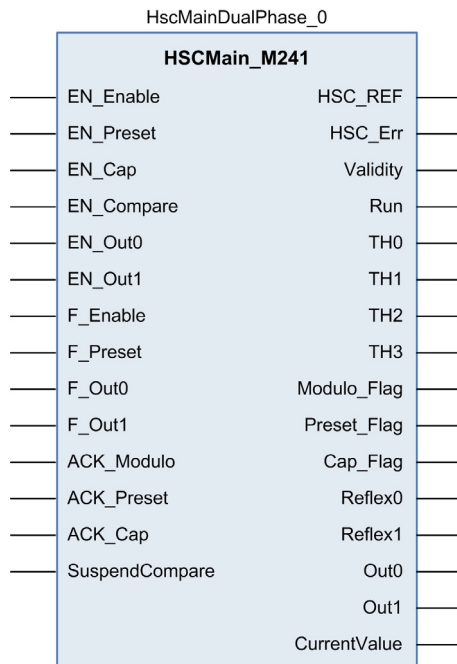 HscMainDualPhase_0
HSCMain_M241
EN_Enable HSC_REF
EN_Preset HSC_Err
EN_Cap Validity
EN_Compare Run
EN_Out0 TH0
EN_Out1 TH1
F_Enable TH2
F_Preset TH3
F_Out0 Modulo_Flag
F_Out1 Preset_Flag
ACK_Modulo Cap_Flag
ACK_Preset Reflex0
ACK_Cap Reflex1
SuspendCompare Out0
Out1
CurrentValue